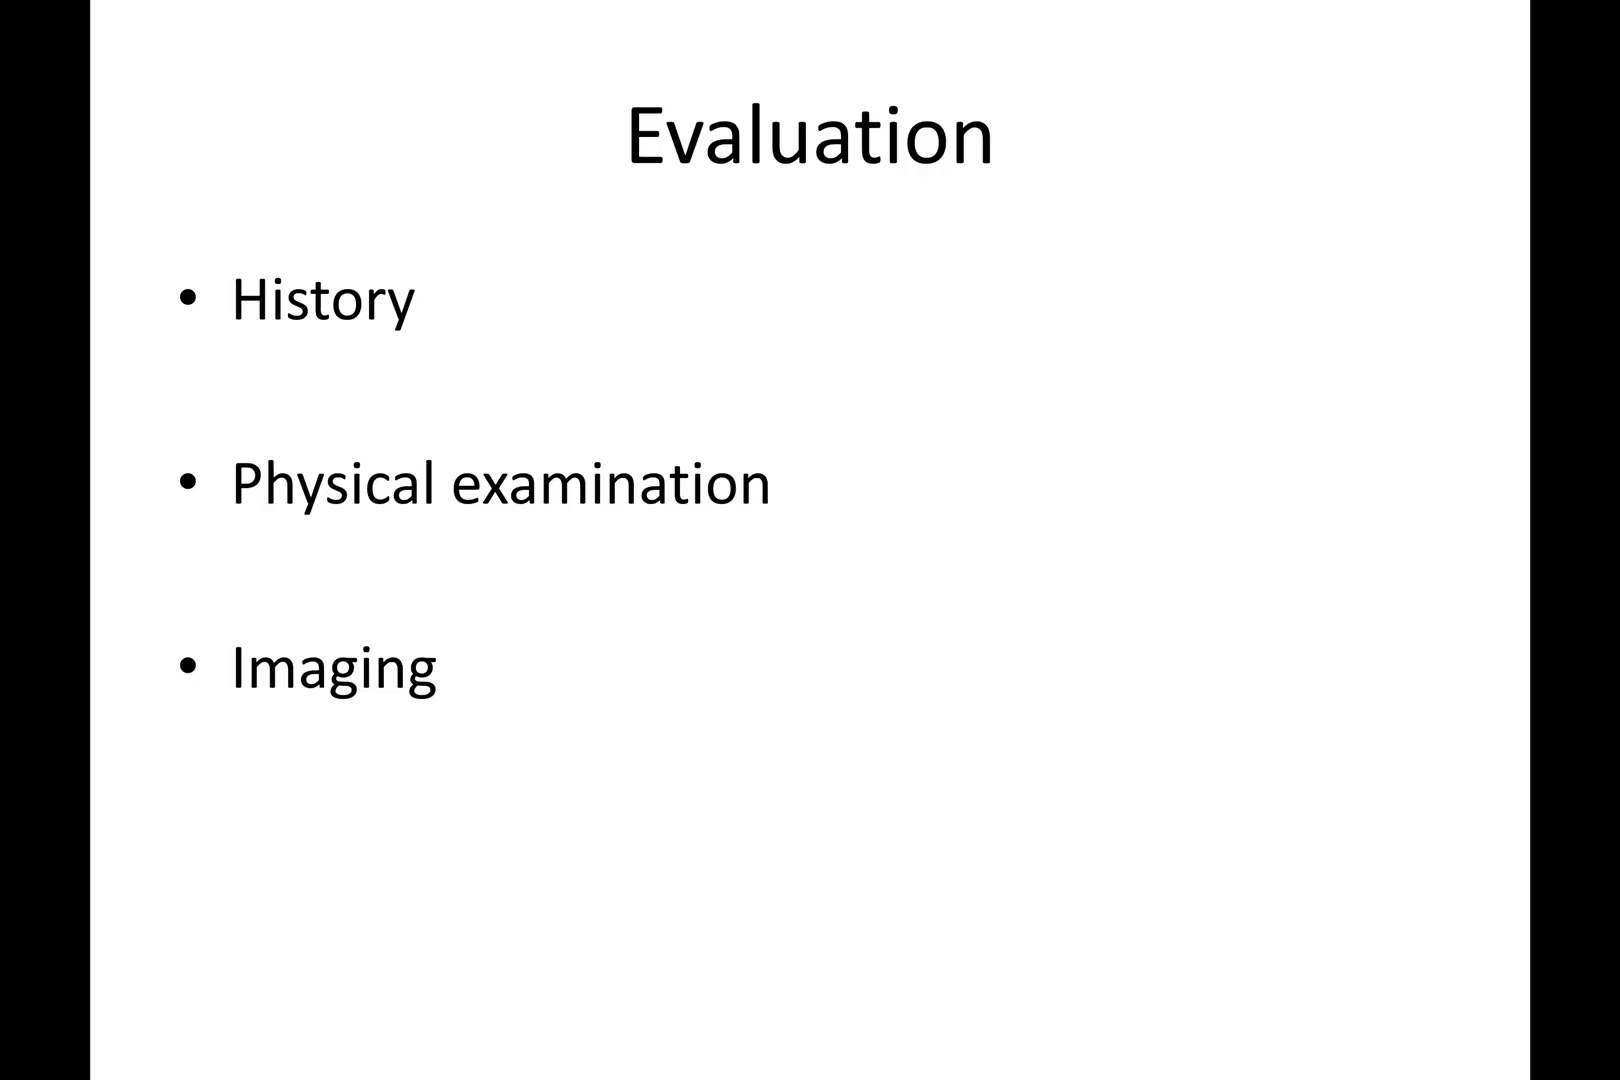 Evaluation
• History
• Physical examination
• Imaging